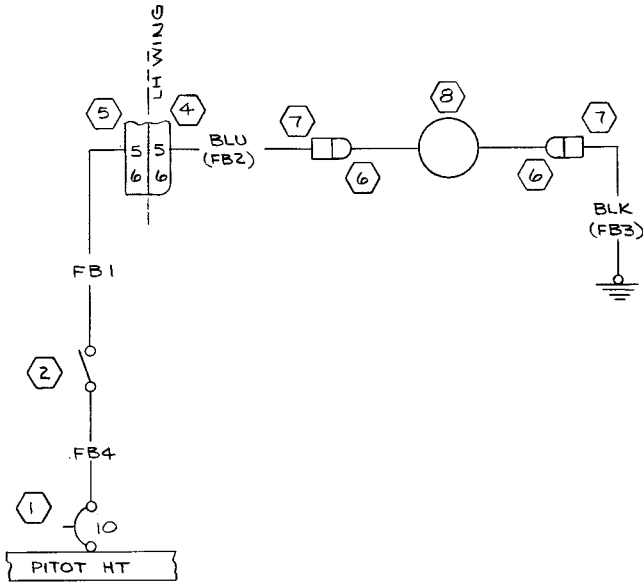 LH WING
5
4
5 5
6 6
BLU
(FB2)
7
6
8
6
7
BLK
(FB3)
FB1
2
FB4
1
10
PITOT HT